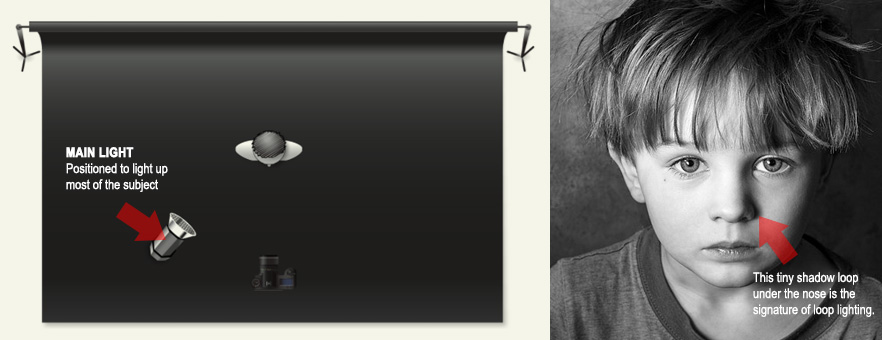 MAIN LIGHT
Positioned to light up
most of the subject
This tiny shadow loop
under the nose is the
signature of loop lighting.